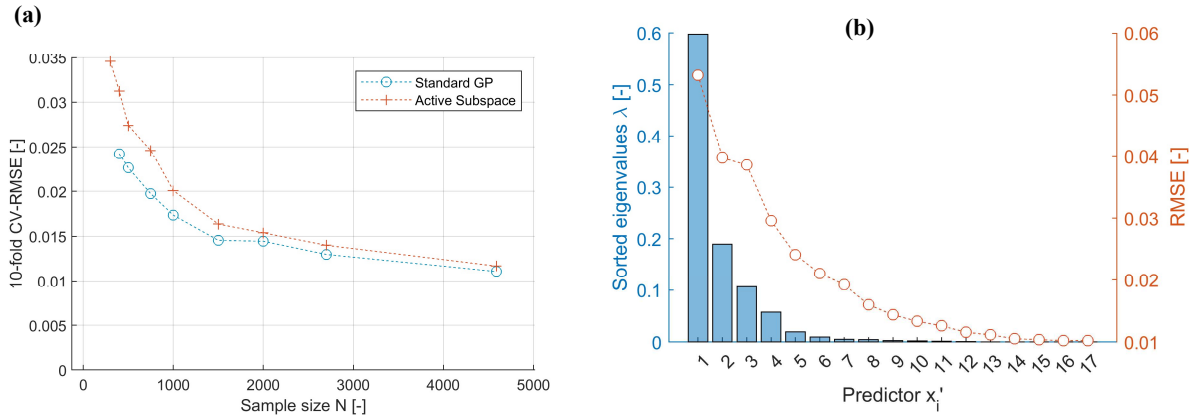 (a)
0.035
0.03
0.025
0.02
0.015
0.01
0.005
0
10-fold CV-RMSE [-]
Standard GP
Active Subspace
0 1000 2000 3000 4000 5000
Sample size N [-]
(b)
0.6
0.5
0.4
0.3
0.2
0.1
0
Sorted eigenvalues λ [-]
0.06
0.05
0.04
0.03
0.02
0.01
RMSE [-]
1 2 3 4 5 6 7 8 9 10 11 12 13 14 15 16 17
Predictor x_i'